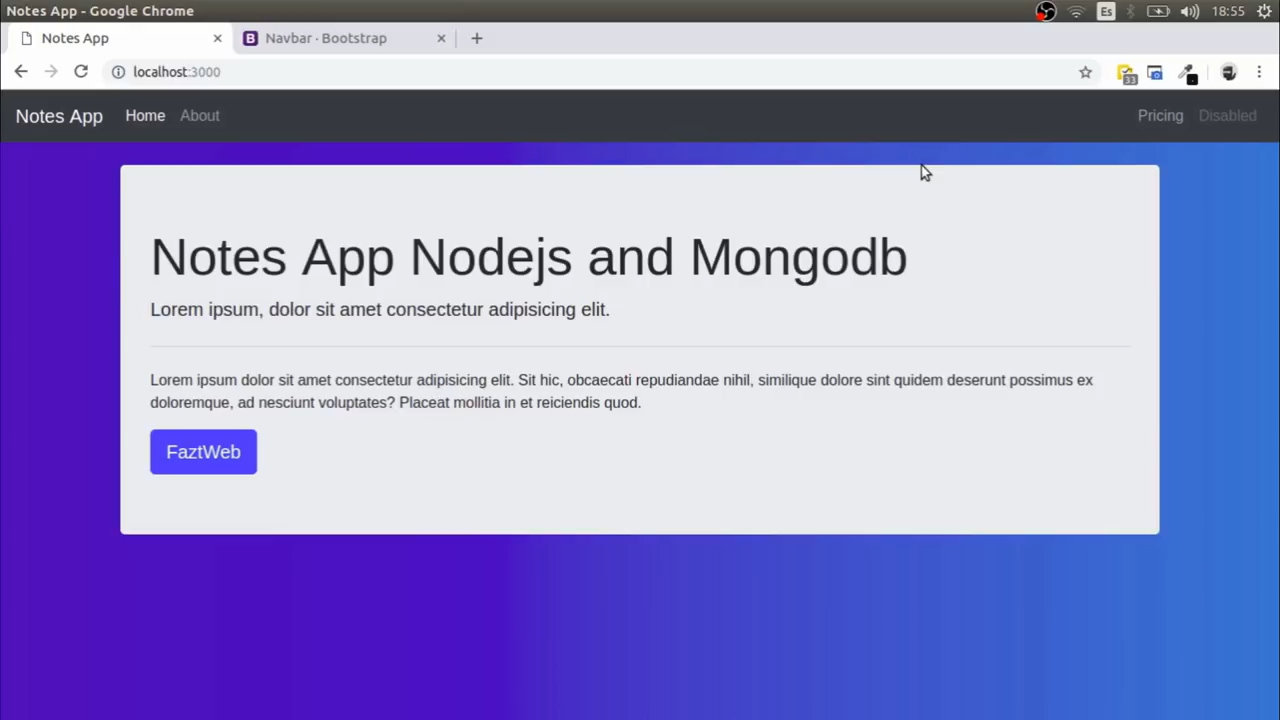 Notes App - Google Chrome
Es
18:55
Notes App
Navbar · Bootstrap
localhost:3000
33
Notes App
Home
About
Pricing
Disabled
Notes App Nodejs and Mongodb
Lorem ipsum, dolor sit amet consectetur adipisicing elit.
Lorem ipsum dolor sit amet consectetur adipisicing elit. Sit hic, obcaecati repudiandae nihil, similique dolore sint quidem deserunt possimus ex
doloremque, ad nesciunt voluptates? Placeat mollitia in et reiciendis quod.
FaztWeb